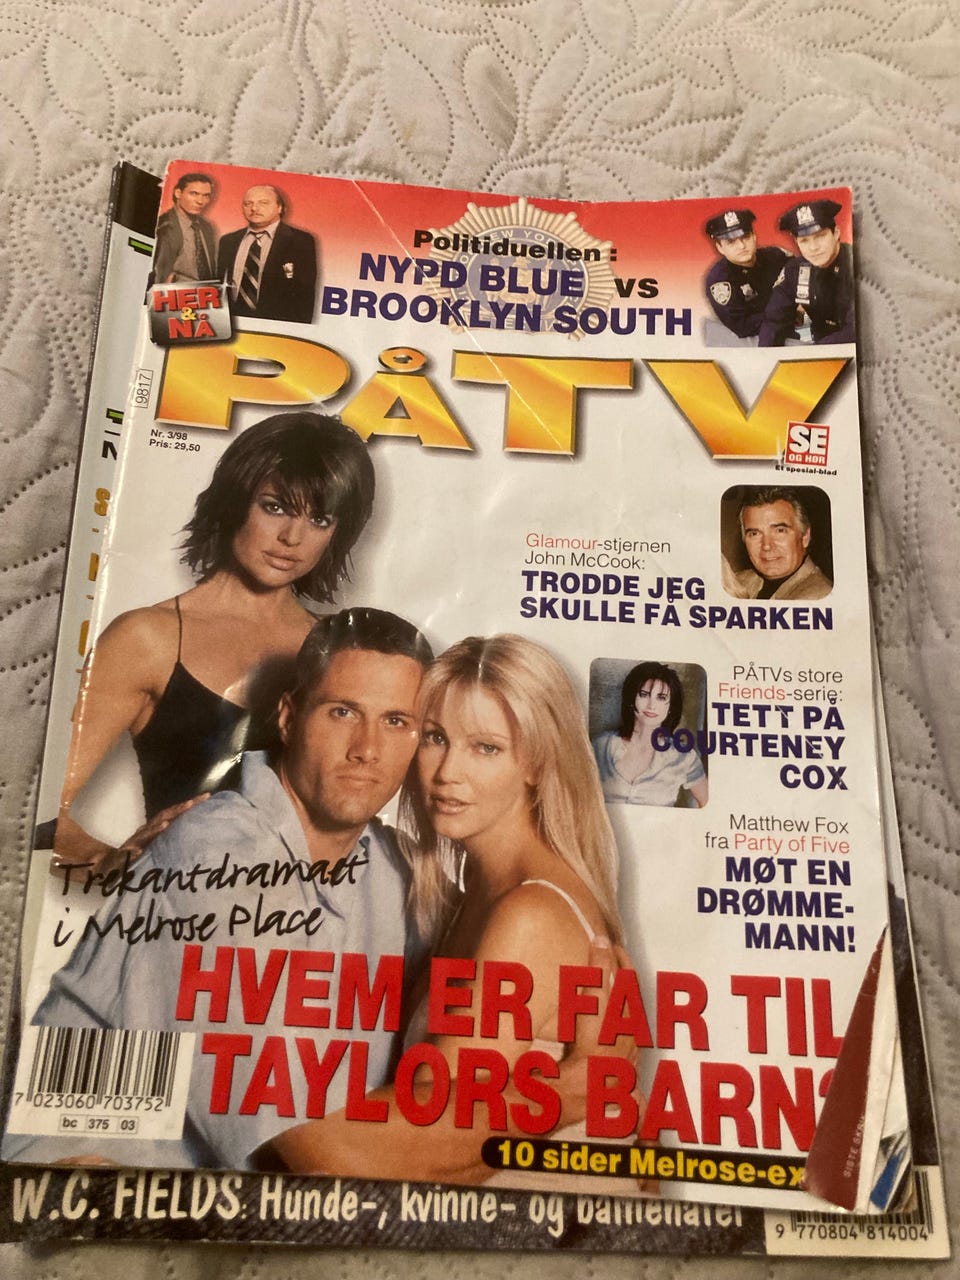 Politiduellen:
NYPD BLUE VS
BROOKLYN SOUTH
HER
&
NÅ
PÅTV
9817
Nr. 3/98
Pris: 29,50
SE
OG HØR
Et spesial-blad
Glamour-stjernen
John McCook:
TRODDE JEG
SKULLE FÅ SPARKEN
PÅTVs store
Friends-serie:
TETT PÅ
COURTENEY
COX
Matthew Fox
fra Party of Five
MØT EN
DRØMME-
MANN!
Trekantdramaet
i Melrose Place
HVEM ER FAR TIL
TAYLORS BARN?
10 sider Melrose-ex
7 023060 703752
bc 375 03
W.C. FIELDS: Hunde-, kvinne- og barnehater
9 770804 814004